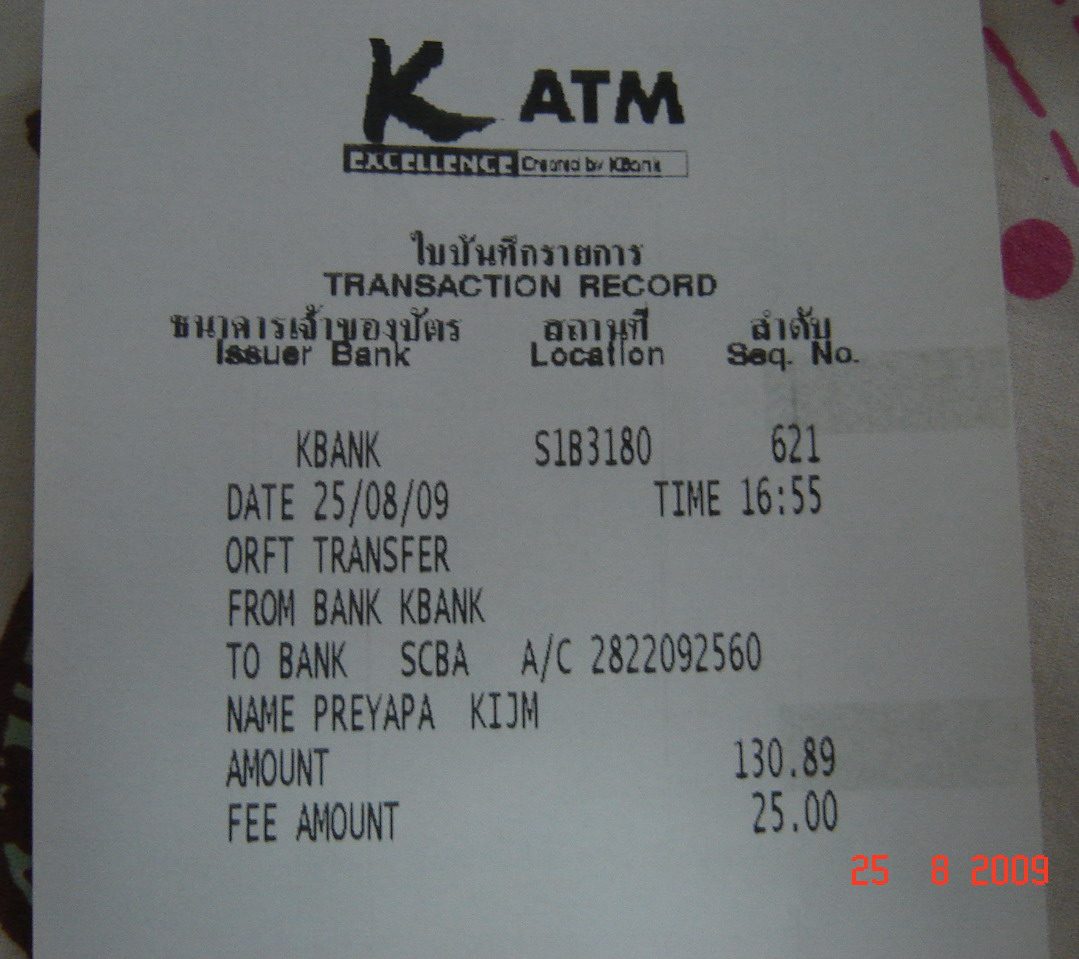 K ATM
EXCELLENCE Created by KBank
ใบบันทึกรายการ
TRANSACTION RECORD
ธนาคารเจ้าของบัตร สถานที่ ลำดับ
Issuer Bank Location Seq. No.
KBANK S1B3180 621
DATE 25/08/09 TIME 16:55
ORFT TRANSFER
FROM BANK KBANK
TO BANK SCBA A/C 2822092560
NAME PREYAPA KIJM
AMOUNT 130.89
FEE AMOUNT 25.00
25 8 2009